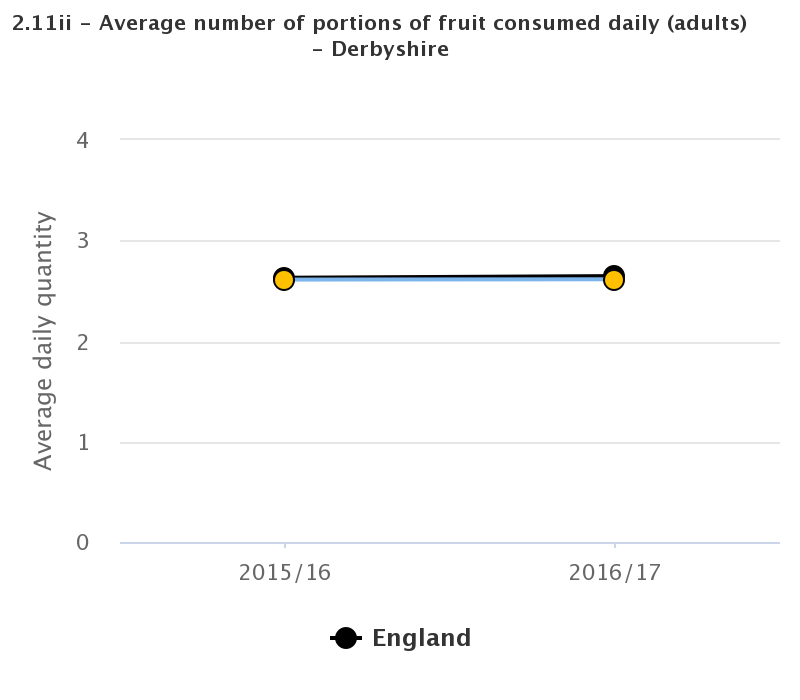 2.11ii – Average number of portions of fruit consumed daily (adults)
– Derbyshire
4
3
2
1
0
Average daily quantity
2015/16
2016/17
England